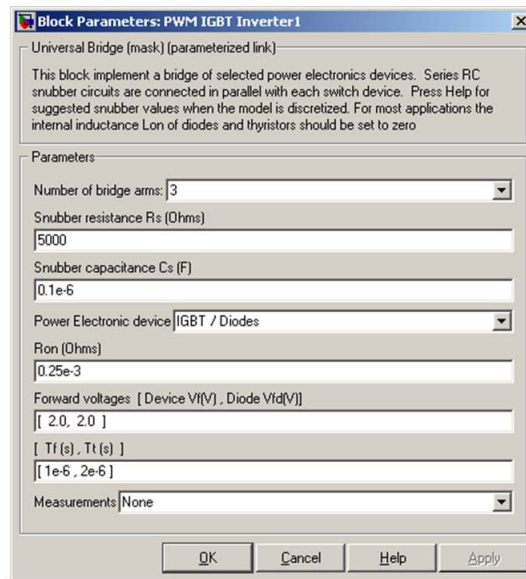 Block Parameters: PWM IGBT Inverter1
Universal Bridge (mask) (parameterized link)
This block implement a bridge of selected power electronics devices. Series RC
snubber circuits are connected in parallel with each switch device. Press Help for
suggested snubber values when the model is discretized. For most applications the
internal inductance Lon of diodes and thyristors should be set to zero
Parameters
Number of bridge arms: 3
Snubber resistance Rs (Ohms)
5000
Snubber capacitance Cs (F)
0.1e-6
Power Electronic device IGBT / Diodes
Ron (Ohms)
0.25e-3
Forward voltages [ Device Vf(V) , Diode Vfd(V)]
[ 2.0, 2.0 ]
[ Tf (s) , Tt (s) ]
[ 1e-6 , 2e-6 ]
Measurements None
OK Cancel Help Apply